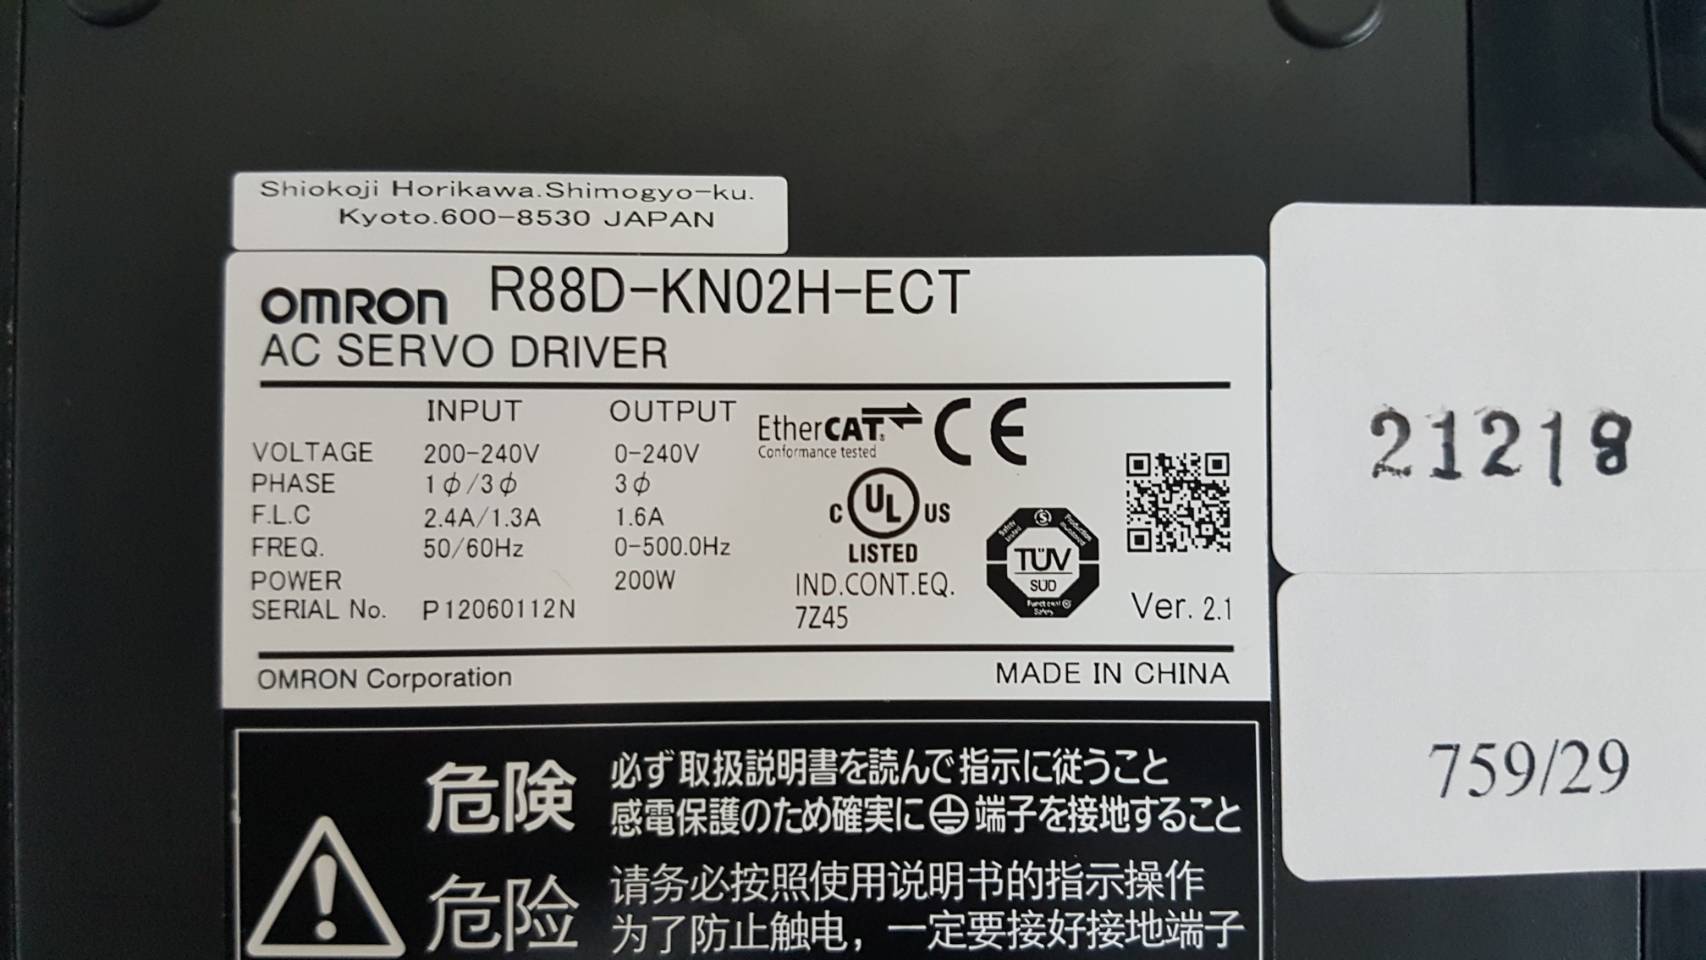 Shiokoji Horikawa.Shimogyo-ku.
Kyoto.600-8530 JAPAN
OMRON R88D-KN02H-ECT
AC SERVO DRIVER
INPUT OUTPUT
VOLTAGE 200-240V 0-240V
PHASE 1ϕ/3ϕ 3ϕ
F.L.C 2.4A/1.3A 1.6A
FREQ. 50/60Hz 0-500.0Hz
POWER 200W
SERIAL No. P12060112N
EtherCAT® CE
Conformance tested
C UL US
LISTED
IND.CONT.EQ.
7Z45
TÜV
SÜD
Functional
Safety
Ver. 2.1
OMRON Corporation MADE IN CHINA
21218
759/29
危険 必ず取扱説明書を読んで指示に従うこと
感電保護のため確実に⏚端子を接地すること
危险 请务必按照使用说明书的指示操作
为了防止触电，一定要接好接地端子